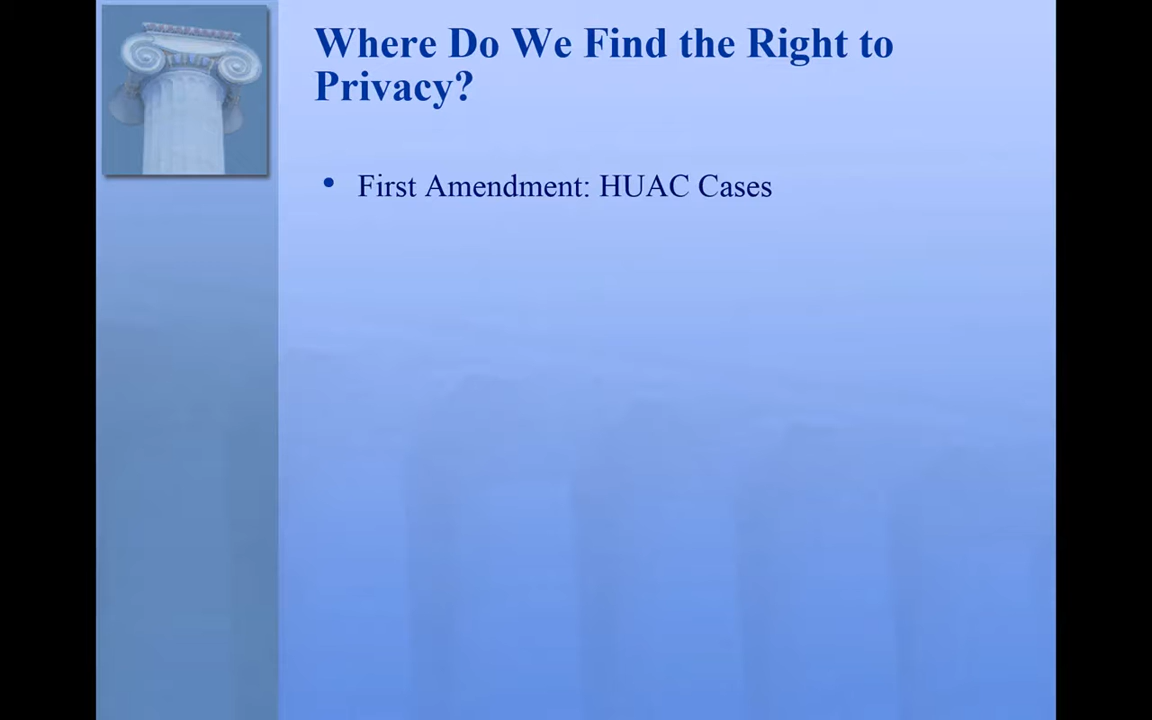 Where Do We Find the Right to
Privacy?
• First Amendment: HUAC Cases